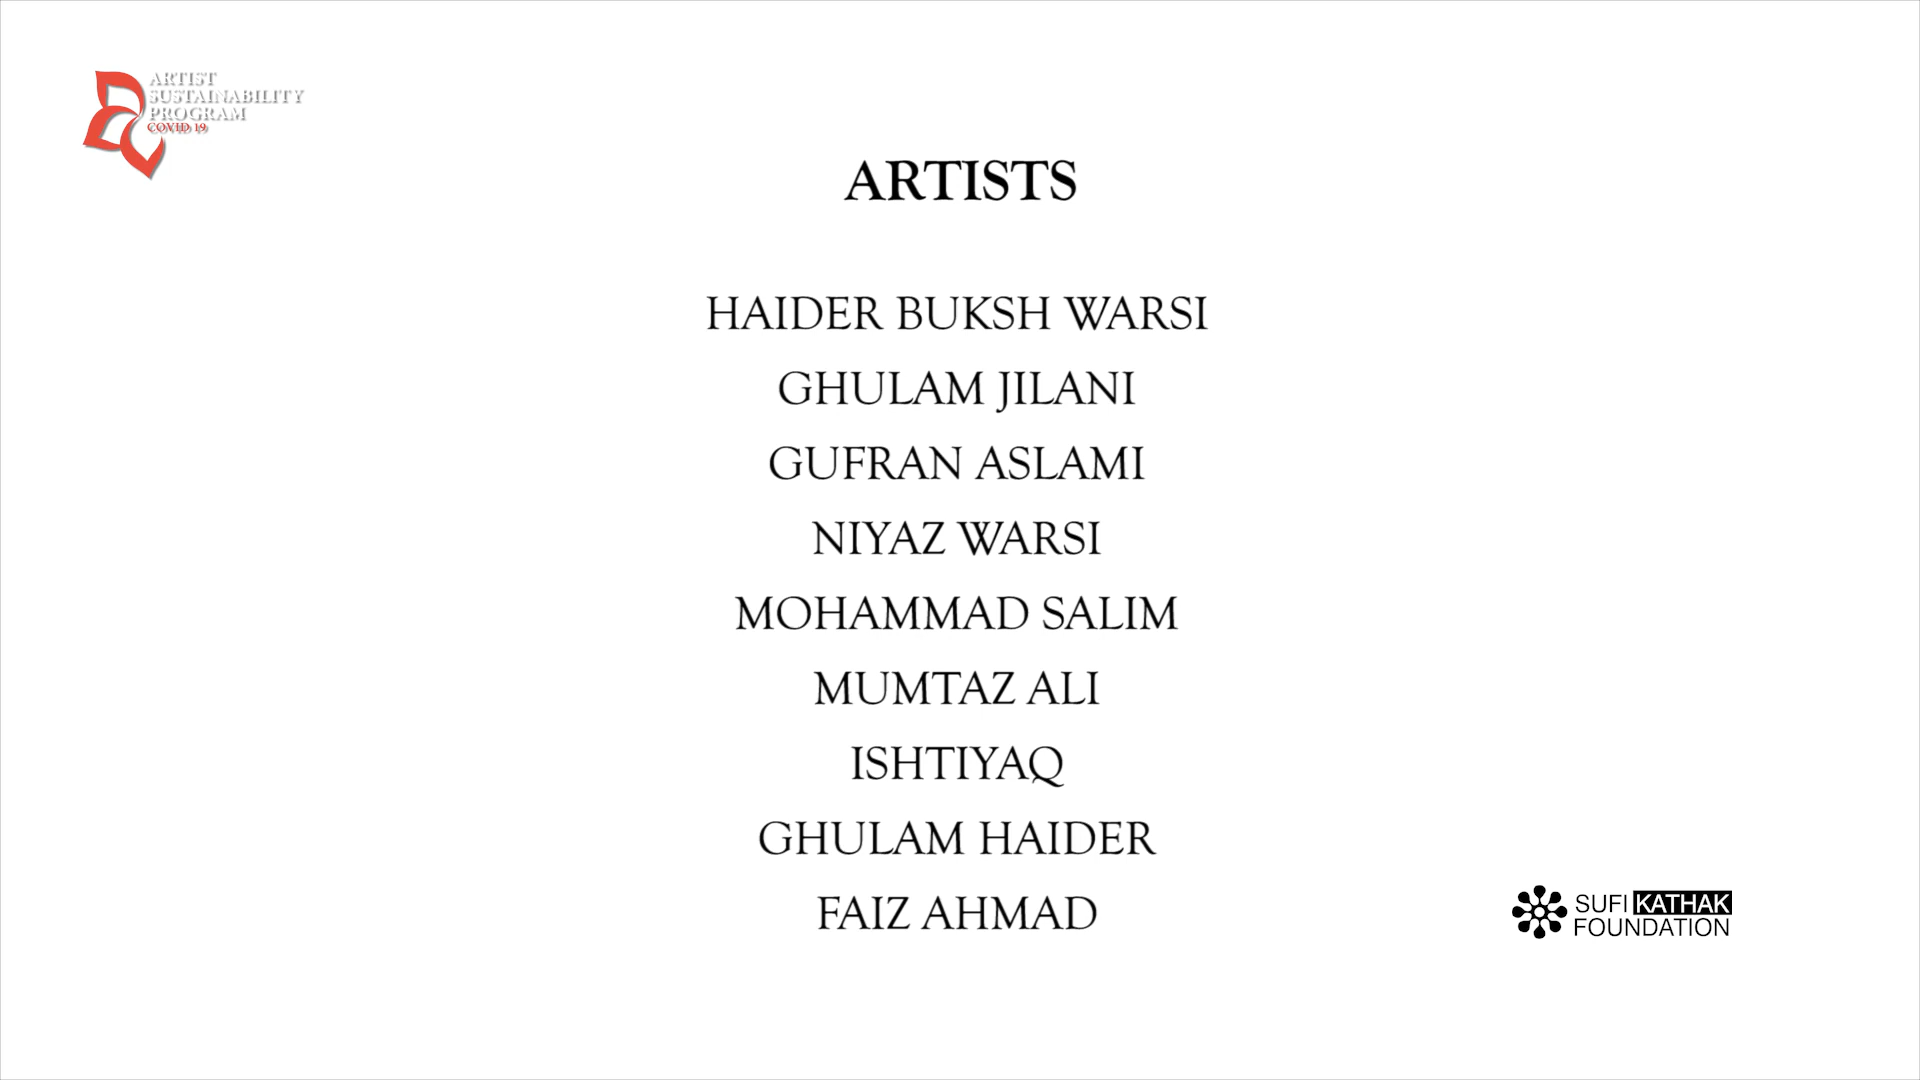 ARTIST
SUSTAINABILITY
PROGRAM
COVID 19
ARTISTS
HAIDER BUKSH WARSI
GHULAM JILANI
GUFRAN ASLAMI
NIYAZ WARSI
MOHAMMAD SALIM
MUMTAZ ALI
ISHTIYAQ
GHULAM HAIDER
FAIZ AHMAD
SUFI KATHAK
FOUNDATION